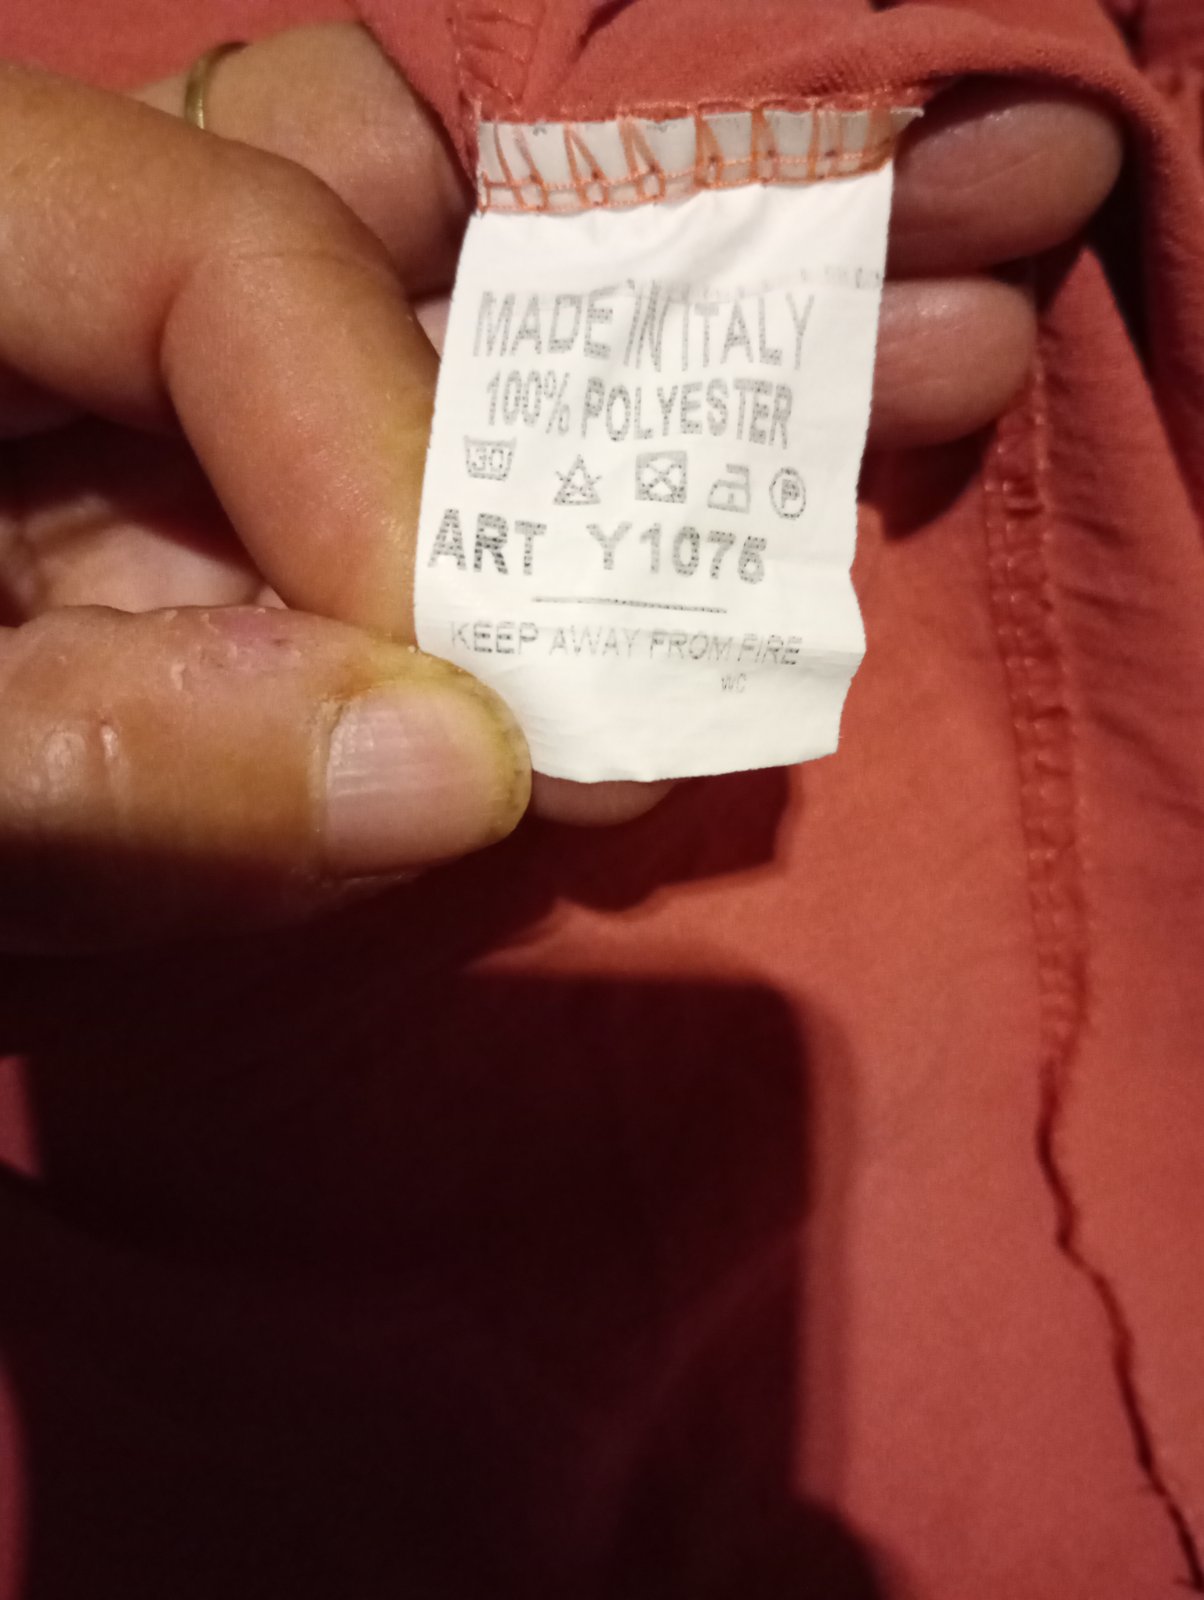 MADE IN ITALY
100% POLYESTER
30 P
ART Y1076
KEEP AWAY FROM FIRE
WC